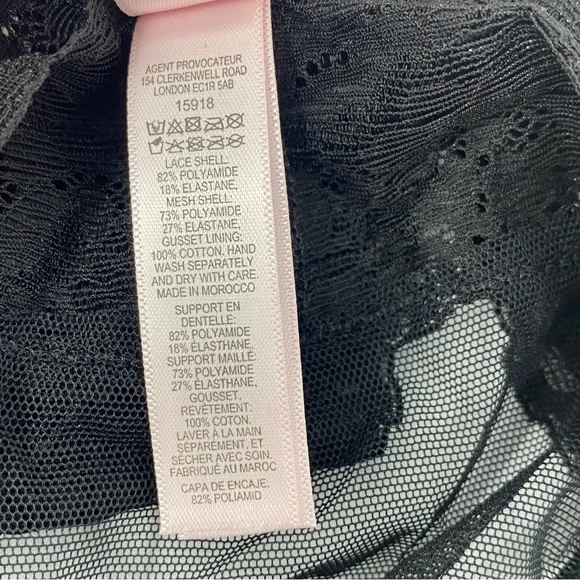 AGENT PROVOCATEUR
154 CLERKENWELL ROAD
LONDON EC1R 5AB
15918
LACE SHELL:
82% POLYAMIDE
18% ELASTANE,
MESH SHELL:
73% POLYAMIDE
27% ELASTANE,
GUSSET LINING:
100% COTTON. HAND
WASH SEPARATELY
AND DRY WITH CARE.
MADE IN MOROCCO
SUPPORT EN
DENTELLE:
82% POLYAMIDE
18% ÉLASTHANE,
SUPPORT MAILLÉ:
73% POLYAMIDE
27% ÉLASTHANE,
GOUSSET,
REVÊTEMENT:
100% COTON.
LAVER À LA MAIN
SÉPARÉMENT, ET
SÉCHER AVEC SOIN.
FABRIQUÉ AU MAROC
CAPA DE ENCAJE:
82% POLIAMID